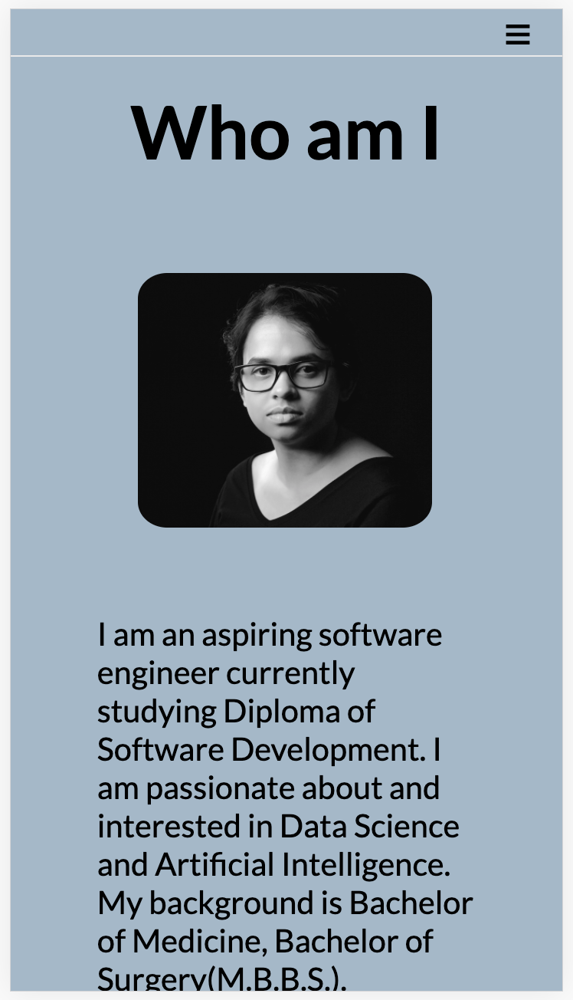 Who am I
I am an aspiring software
engineer currently
studying Diploma of
Software Development. I
am passionate about and
interested in Data Science
and Artificial Intelligence.
My background is Bachelor
of Medicine, Bachelor of
Surgery(M.B.B.S.).